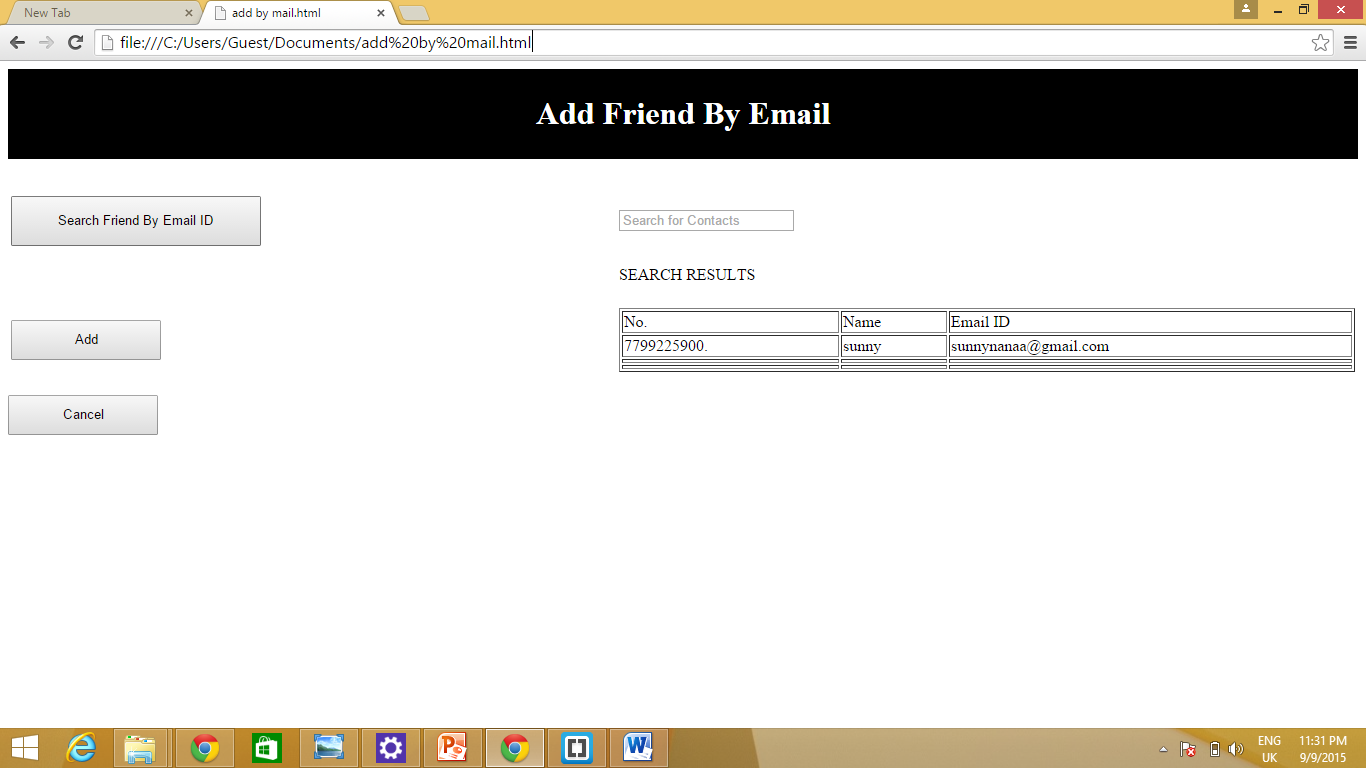 New Tab
add by mail.html
file:///C:/Users/Guest/Documents/add%20by%20mail.html
Add Friend By Email
Search Friend By Email ID
Search for Contacts
SEARCH RESULTS
No. Name Email ID
7799225900. sunny sunnynanaa@gmail.com
Add
Cancel
ENG 11:31 PM
UK 9/9/2015